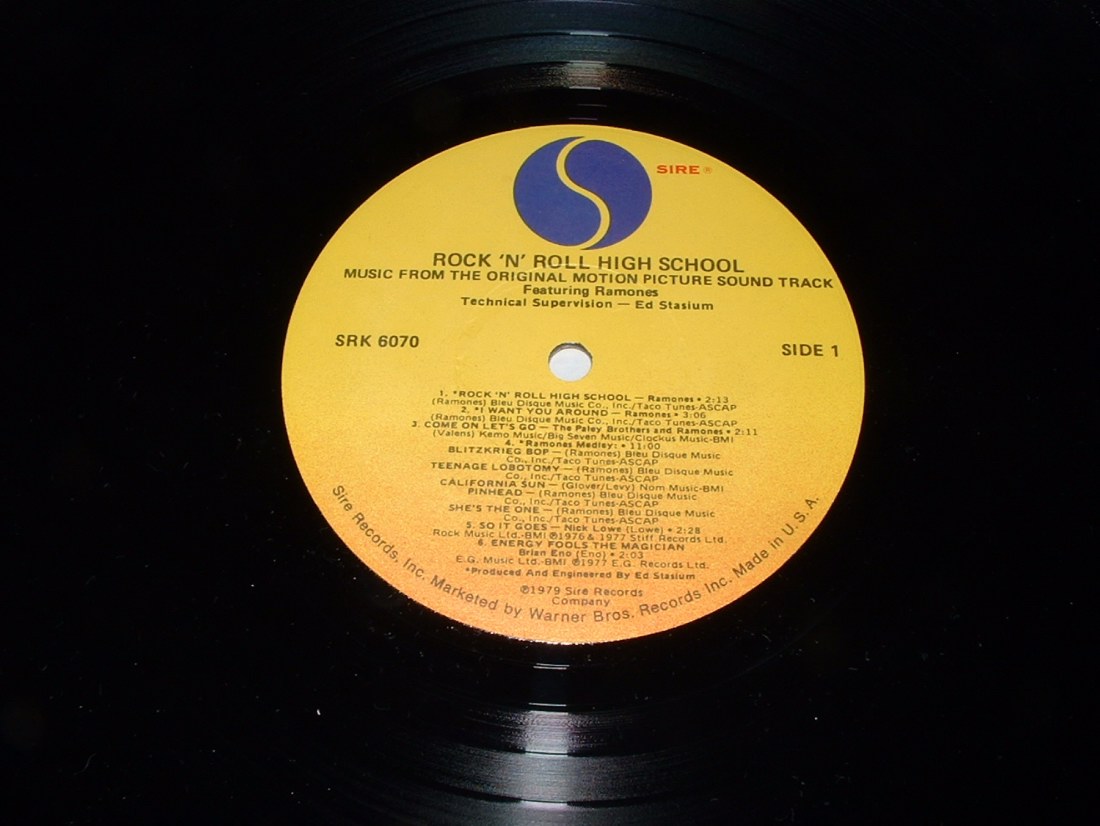 SIRE ®
ROCK 'N' ROLL HIGH SCHOOL
MUSIC FROM THE ORIGINAL MOTION PICTURE SOUND TRACK
Featuring Ramones
Technical Supervision — Ed Stasium
SRK 6070
SIDE 1
1. *ROCK 'N' ROLL HIGH SCHOOL — Ramones • 2:13
(Ramones) Bleu Disque Music Co., Inc./Taco Tunes-ASCAP
2. *I WANT YOU AROUND — Ramones • 3:06
(Ramones) Bleu Disque Music Co., Inc./Taco Tunes-ASCAP
3. COME ON LET'S GO — The Paley Brothers and Ramones • 2:11
(Valens) Kemo Music/Big Seven Music/Clockus Music-BMI
4. *Ramones Medley: • 11:00
BLITZKRIEG BOP — (Ramones) Bleu Disque Music
Co., Inc./Taco Tunes-ASCAP
TEENAGE LOBOTOMY — (Ramones) Bleu Disque Music
Co., Inc./Taco Tunes-ASCAP
CALIFORNIA SUN — (Glover/Levy) Nom Music-BMI
PINHEAD — (Ramones) Bleu Disque Music
Co., Inc./Taco Tunes-ASCAP
SHE'S THE ONE — (Ramones) Bleu Disque Music
Co., Inc./Taco Tunes-ASCAP
5. SO IT GOES — Nick Lowe (Lowe) • 2:28
Rock Music Ltd.-BMI ℗1976 & 1977 Stiff Records Ltd.
6. ENERGY FOOLS THE MAGICIAN
Brian Eno (Eno) • 2:03
E.G. Music Ltd.-BMI ℗1977 E.G. Records Ltd.
*Produced And Engineered By Ed Stasium
℗1979 Sire Records
Company
Sire Records, Inc. Marketed by Warner Bros. Records Inc. Made in U.S.A.